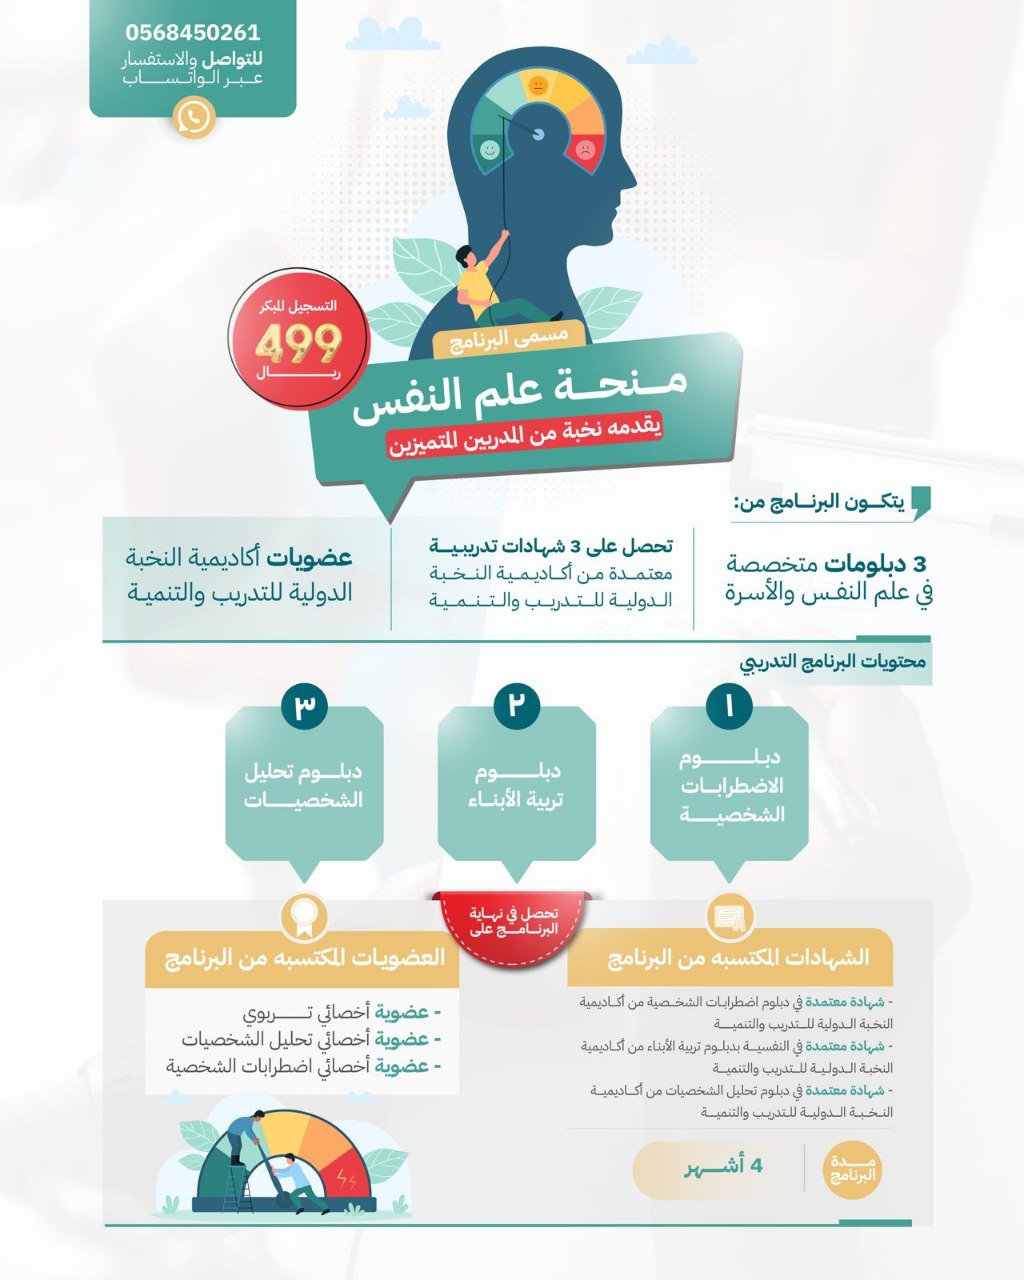 0568450261
للتواصل والاستفسار
عبر الواتساب
التسجيل المبكر
499
ريال
مسمى البرنامج
منحة علم النفس
يقدمه نخبة من المدربين المتميزين
يتكون البرنامج من:
3 دبلومات متخصصة
في علم النفس والأسرة
تحصل على 3 شهادات تدريبية
معتمدة من أكاديمية النخبة
الدولية للتدريب والتنمية
عضويات أكاديمية النخبة
الدولية للتدريب والتنمية
محتويات البرنامج التدريبي
١
دبلوم
الاضطرابات
الشخصية
٢
دبلوم
تربية الأبناء
٣
دبلوم تحليل
الشخصيات
تحصل في نهاية
البرنامج على
الشهادات المكتسبه من البرنامج
- شهادة معتمدة في دبلوم اضطرابات الشخصية من أكاديمية
النخبة الدولية للتدريب والتنمية
- شهادة معتمدة في النفسية بدبلوم تربية الأبناء من أكاديمية
النخبة الدولية للتدريب والتنمية
- شهادة معتمدة في دبلوم تحليل الشخصيات من أكاديمية
النخبة الدولية للتدريب والتنمية
العضويات المكتسبه من البرنامج
- عضوية أخصائي تربوي
- عضوية أخصائي تحليل الشخصيات
- عضوية أخصائي اضطرابات الشخصية
مدة
البرنامج
4 أشهر